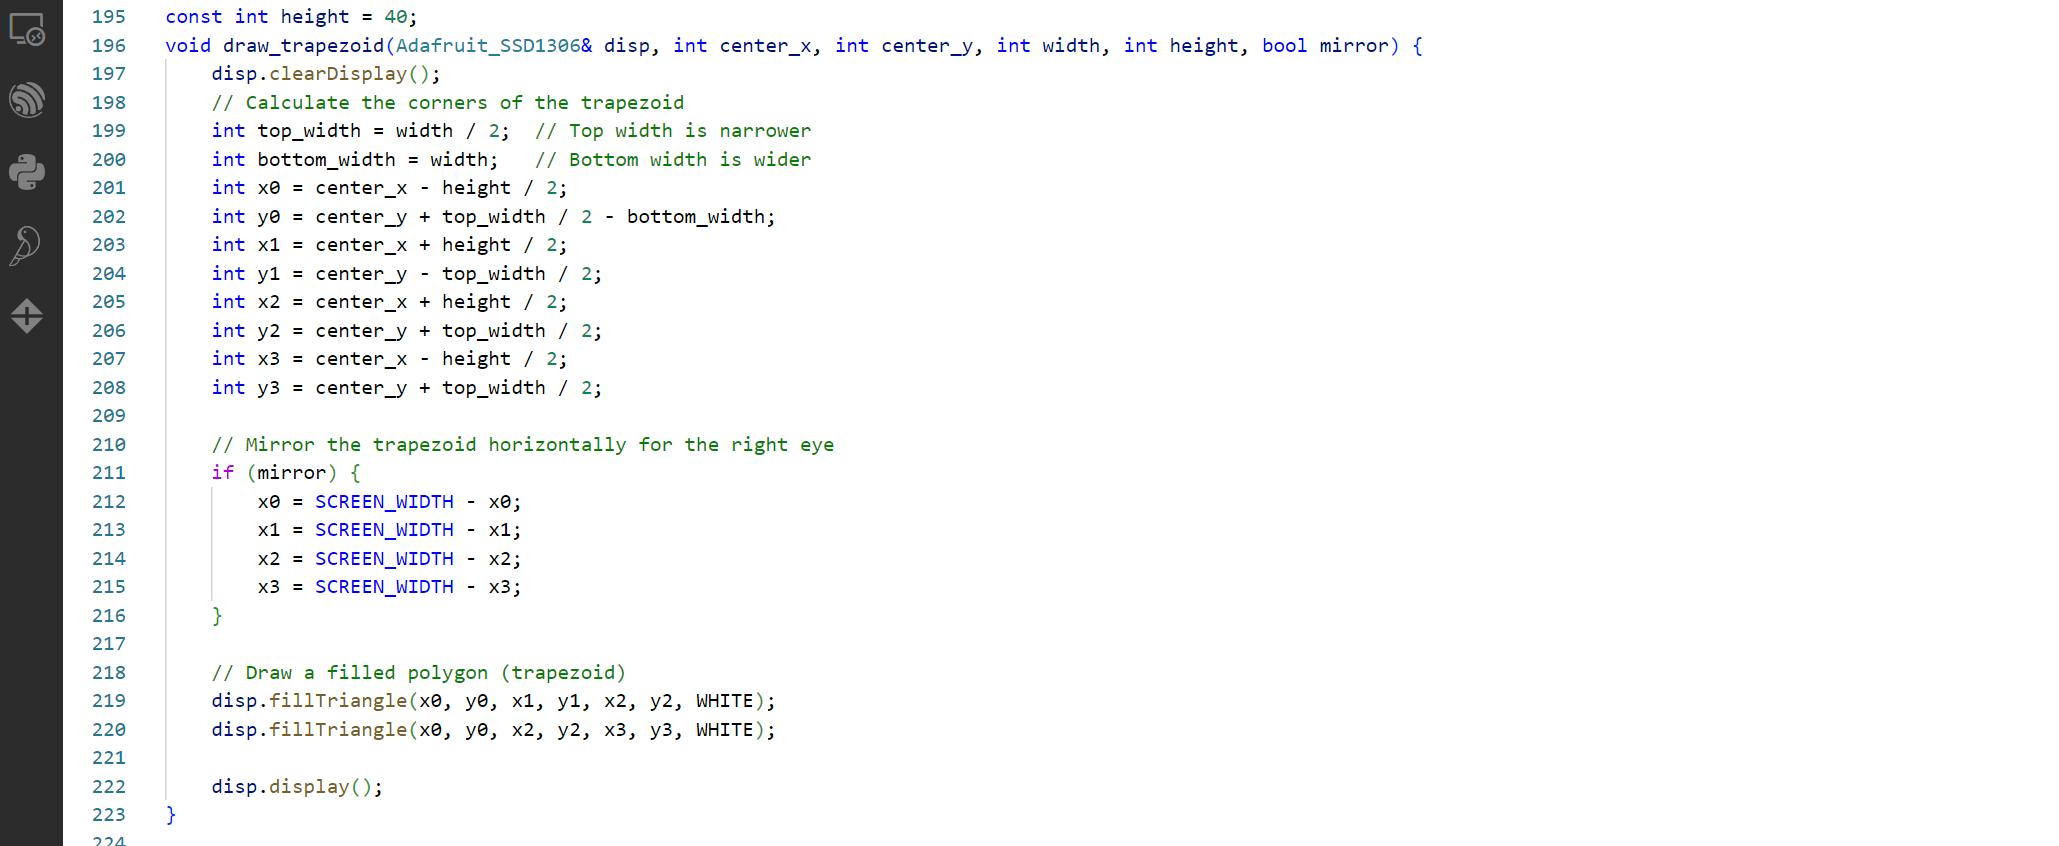 195 const int height = 40;
196 void draw_trapezoid(Adafruit_SSD1306& disp, int center_x, int center_y, int width, int height, bool mirror) {
197     disp.clearDisplay();
198     // Calculate the corners of the trapezoid
199     int top_width = width / 2;  // Top width is narrower
200     int bottom_width = width;   // Bottom width is wider
201     int x0 = center_x - height / 2;
202     int y0 = center_y + top_width / 2 - bottom_width;
203     int x1 = center_x + height / 2;
204     int y1 = center_y - top_width / 2;
205     int x2 = center_x + height / 2;
206     int y2 = center_y + top_width / 2;
207     int x3 = center_x - height / 2;
208     int y3 = center_y + top_width / 2;
209
210     // Mirror the trapezoid horizontally for the right eye
211     if (mirror) {
212         x0 = SCREEN_WIDTH - x0;
213         x1 = SCREEN_WIDTH - x1;
214         x2 = SCREEN_WIDTH - x2;
215         x3 = SCREEN_WIDTH - x3;
216     }
217
218     // Draw a filled polygon (trapezoid)
219     disp.fillTriangle(x0, y0, x1, y1, x2, y2, WHITE);
220     disp.fillTriangle(x0, y0, x2, y2, x3, y3, WHITE);
221
222     disp.display();
223 }
224